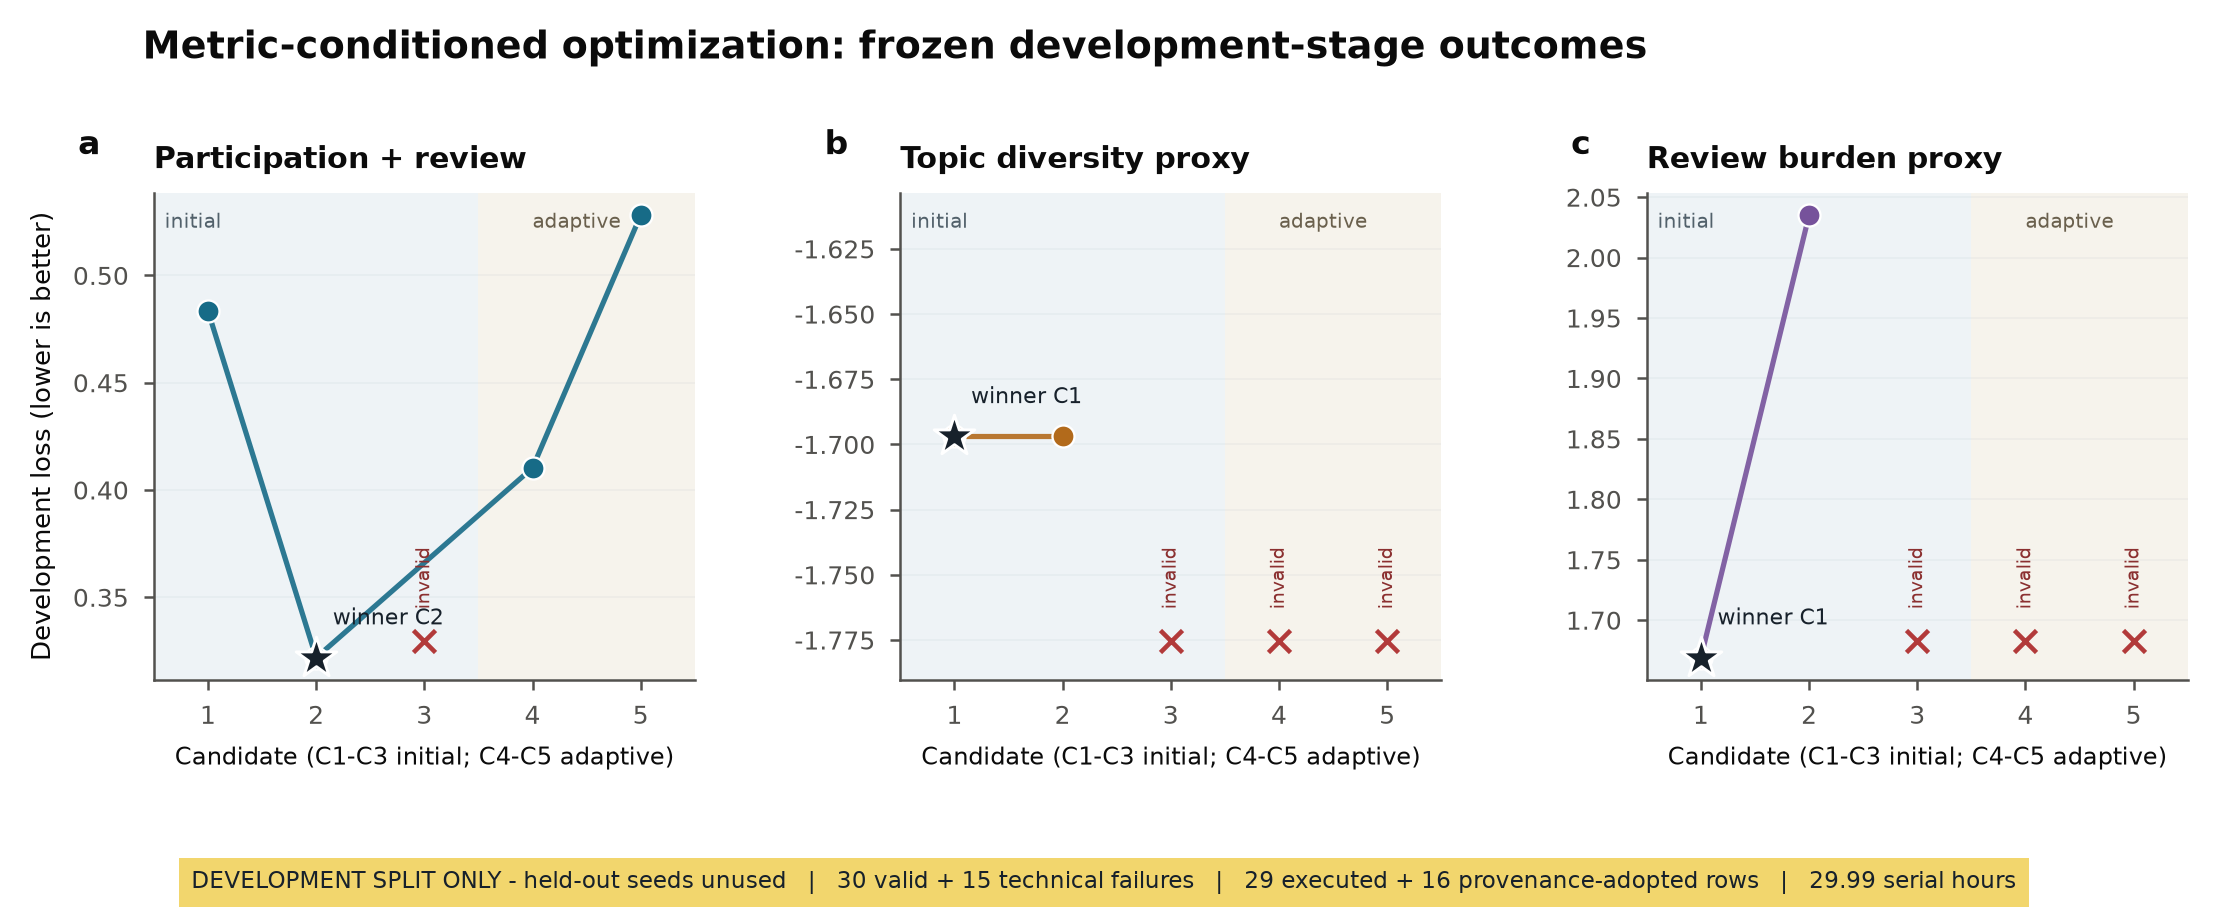 Metric-conditioned optimization: frozen development-stage outcomes
a
Participation + review
Development loss (lower is better)
initial
adaptive
0.50
0.45
0.40
0.35
invalid
winner C2
1 2 3 4 5
Candidate (C1-C3 initial; C4-C5 adaptive)
b
Topic diversity proxy
initial
adaptive
-1.625
-1.650
-1.675
-1.700
-1.725
-1.750
-1.775
winner C1
invalid
invalid
invalid
1 2 3 4 5
Candidate (C1-C3 initial; C4-C5 adaptive)
c
Review burden proxy
initial
adaptive
2.05
2.00
1.95
1.90
1.85
1.80
1.75
1.70
winner C1
invalid
invalid
invalid
1 2 3 4 5
Candidate (C1-C3 initial; C4-C5 adaptive)
DEVELOPMENT SPLIT ONLY - held-out seeds unused | 30 valid + 15 technical failures | 29 executed + 16 provenance-adopted rows | 29.99 serial hours